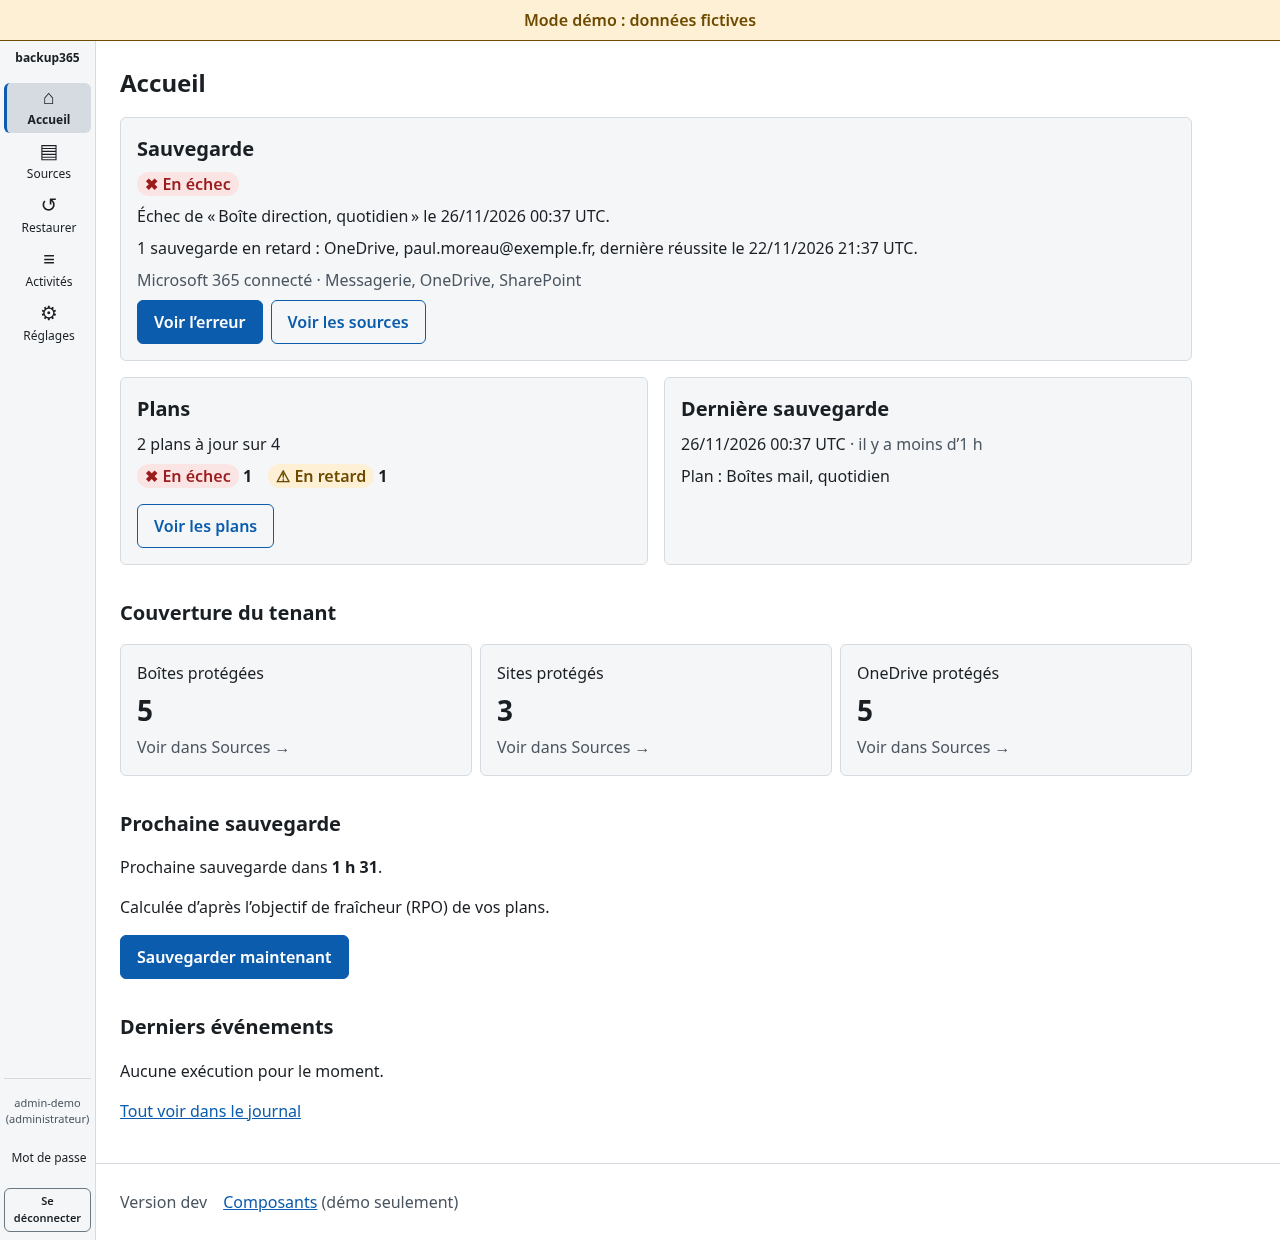 Mode démo : données fictives
backup365
Accueil
Sources
Restaurer
Activités
Réglages
admin-demo
(administrateur)
Mot de passe
Se
déconnecter
Accueil
Sauvegarde
✖ En échec
Échec de « Boîte direction, quotidien » le 26/11/2026 00:37 UTC.
1 sauvegarde en retard : OneDrive, paul.moreau@exemple.fr, dernière réussite le 22/11/2026 21:37 UTC.
Microsoft 365 connecté · Messagerie, OneDrive, SharePoint
Voir l’erreur
Voir les sources
Plans
2 plans à jour sur 4
✖ En échec 1 ⚠ En retard 1
Voir les plans
Dernière sauvegarde
26/11/2026 00:37 UTC · il y a moins d’1 h
Plan : Boîtes mail, quotidien
Couverture du tenant
Boîtes protégées
5
Voir dans Sources →
Sites protégés
3
Voir dans Sources →
OneDrive protégés
5
Voir dans Sources →
Prochaine sauvegarde
Prochaine sauvegarde dans 1 h 31.
Calculée d’après l’objectif de fraîcheur (RPO) de vos plans.
Sauvegarder maintenant
Derniers événements
Aucune exécution pour le moment.
Tout voir dans le journal
Version dev Composants (démo seulement)